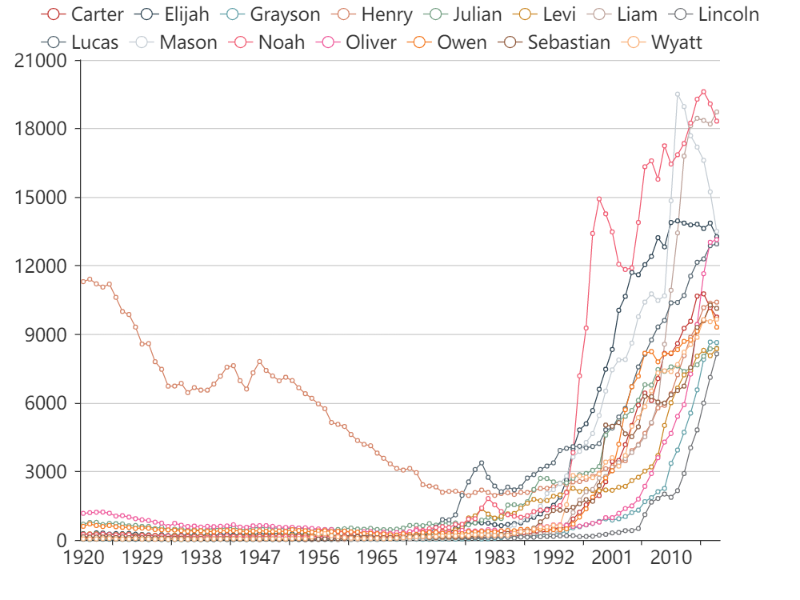 Carter Elijah Grayson Henry Julian Levi Liam Lincoln
Lucas Mason Noah Oliver Owen Sebastian Wyatt
21000
18000
15000
12000
9000
6000
3000
0
1920 1929 1938 1947 1956 1965 1974 1983 1992 2001 2010